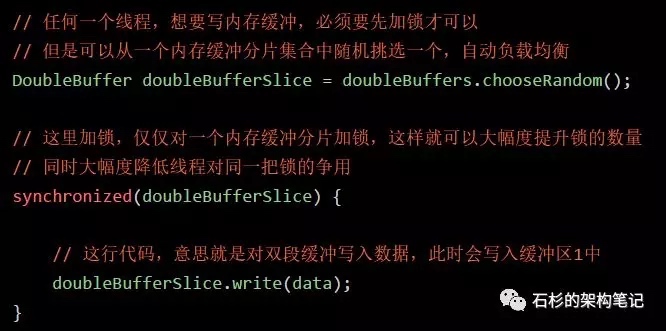 // 任何一个线程，想要写内存缓冲，必须要先加锁才可以
// 但是可以从一个内存缓冲分片集合中随机挑选一个，自动负载均衡
DoubleBuffer doubleBufferSlice = doubleBuffers.chooseRandom();
// 这里加锁，仅仅对一个内存缓冲分片加锁，这样就可以大幅度提升锁的数量
// 同时大幅度降低线程对同一把锁的争用
synchronized(doubleBufferSlice) {
// 这行代码，意思就是对双段缓冲写入数据，此时会写入缓冲区1中
doubleBufferSlice.write(data);
}
石杉的架构笔记